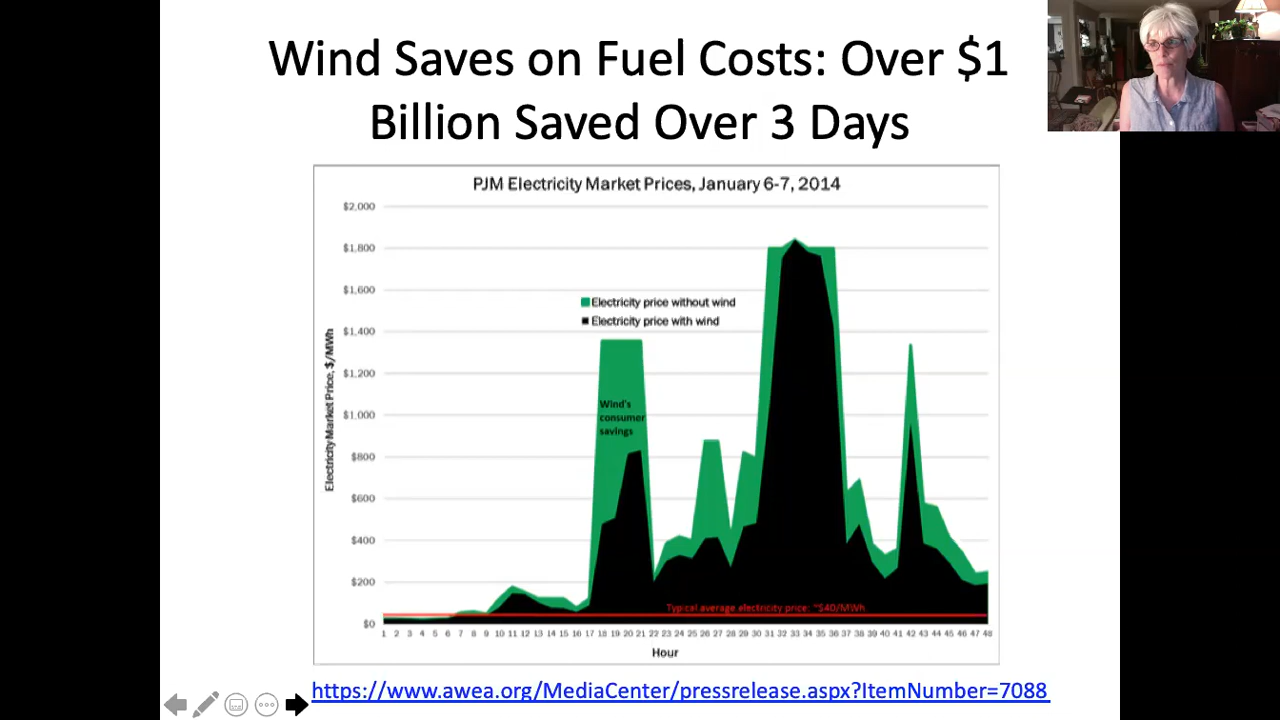 Wind Saves on Fuel Costs: Over $1
Billion Saved Over 3 Days
PJM Electricity Market Prices, January 6-7, 2014
$2,000
$1,800
$1,600
$1,400
$1,200
$1,000
$800
$600
$400
$200
$0
Electricity Market Price, $/MWh
Electricity price without wind
Electricity price with wind
Wind's
consumer
savings
Typical average electricity price: ~$40/MWh
1 2 3 4 5 6 7 8 9 10 11 12 13 14 15 16 17 18 19 20 21 22 23 24 25 26 27 28 29 30 31 32 33 34 35 36 37 38 39 40 41 42 43 44 45 46 47 48
Hour
https://www.awea.org/MediaCenter/pressrelease.aspx?ItemNumber=7088